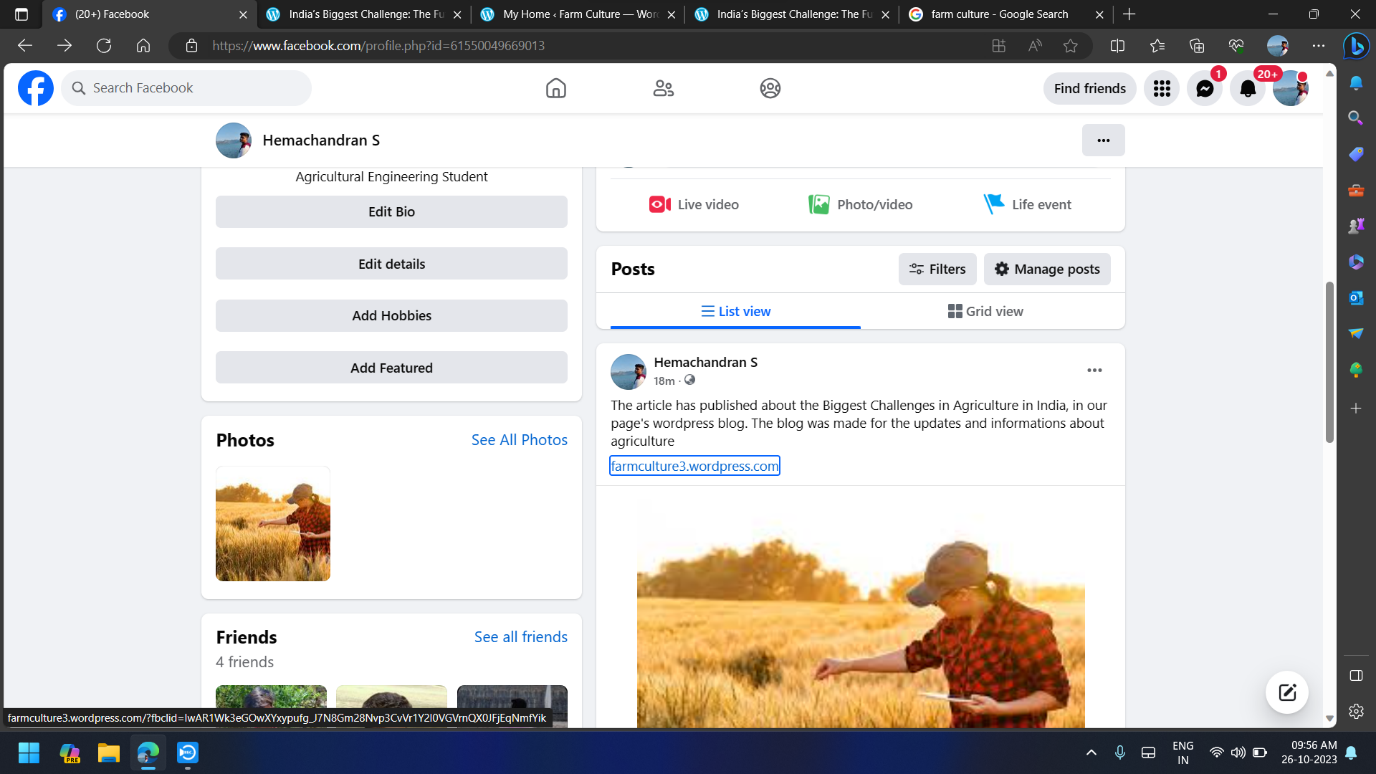 (20+) Facebook
India's Biggest Challenge: The Fu
My Home ‹ Farm Culture — Wor
India's Biggest Challenge: The Fu
farm culture - Google Search
https://www.facebook.com/profile.php?id=61550049669013
Search Facebook
Find friends
1
20+
Hemachandran S
Agricultural Engineering Student
Edit Bio
Edit details
Add Hobbies
Add Featured
Photos
See All Photos
Friends
See all friends
4 friends
Live video
Photo/video
Life event
Posts
Filters
Manage posts
List view
Grid view
Hemachandran S
18m ·
The article has published about the Biggest Challenges in Agriculture in India, in our
page's wordpress blog. The blog was made for the updates and informations about
agriculture
farmculture3.wordpress.com
farmculture3.wordpress.com/?fbclid=IwAR1Wk3eGOwXYxypufg_J7N8Gm28Nvp3CvVr1Y2I0VGVrnQX0JFjEqNmfYik
PRE
ENG
IN
09:56 AM
26-10-2023